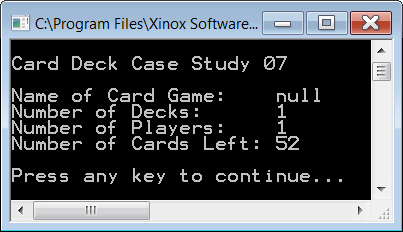 C:\Program Files\Xinox Software...
Card Deck Case Study 07
Name of Card Game: null
Number of Decks: 1
Number of Players: 1
Number of Cards Left: 52
Press any key to continue...